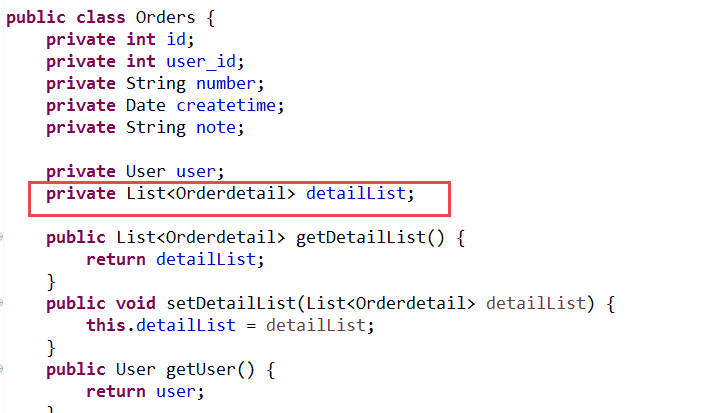 public class Orders {
private int id;
private int user_id;
private String number;
private Date createtime;
private String note;
private User user;
private List<Orderdetail> detailList;
public List<Orderdetail> getDetailList() {
return detailList;
}
public void setDetailList(List<Orderdetail> detailList) {
this.detailList = detailList;
}
public User getUser() {
return user;
}